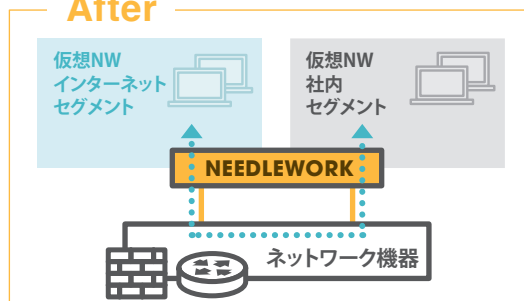 After
仮想NW
インターネット
セグメント
仮想NW
社内
セグメント
NEEDLEWORK
ネットワーク機器